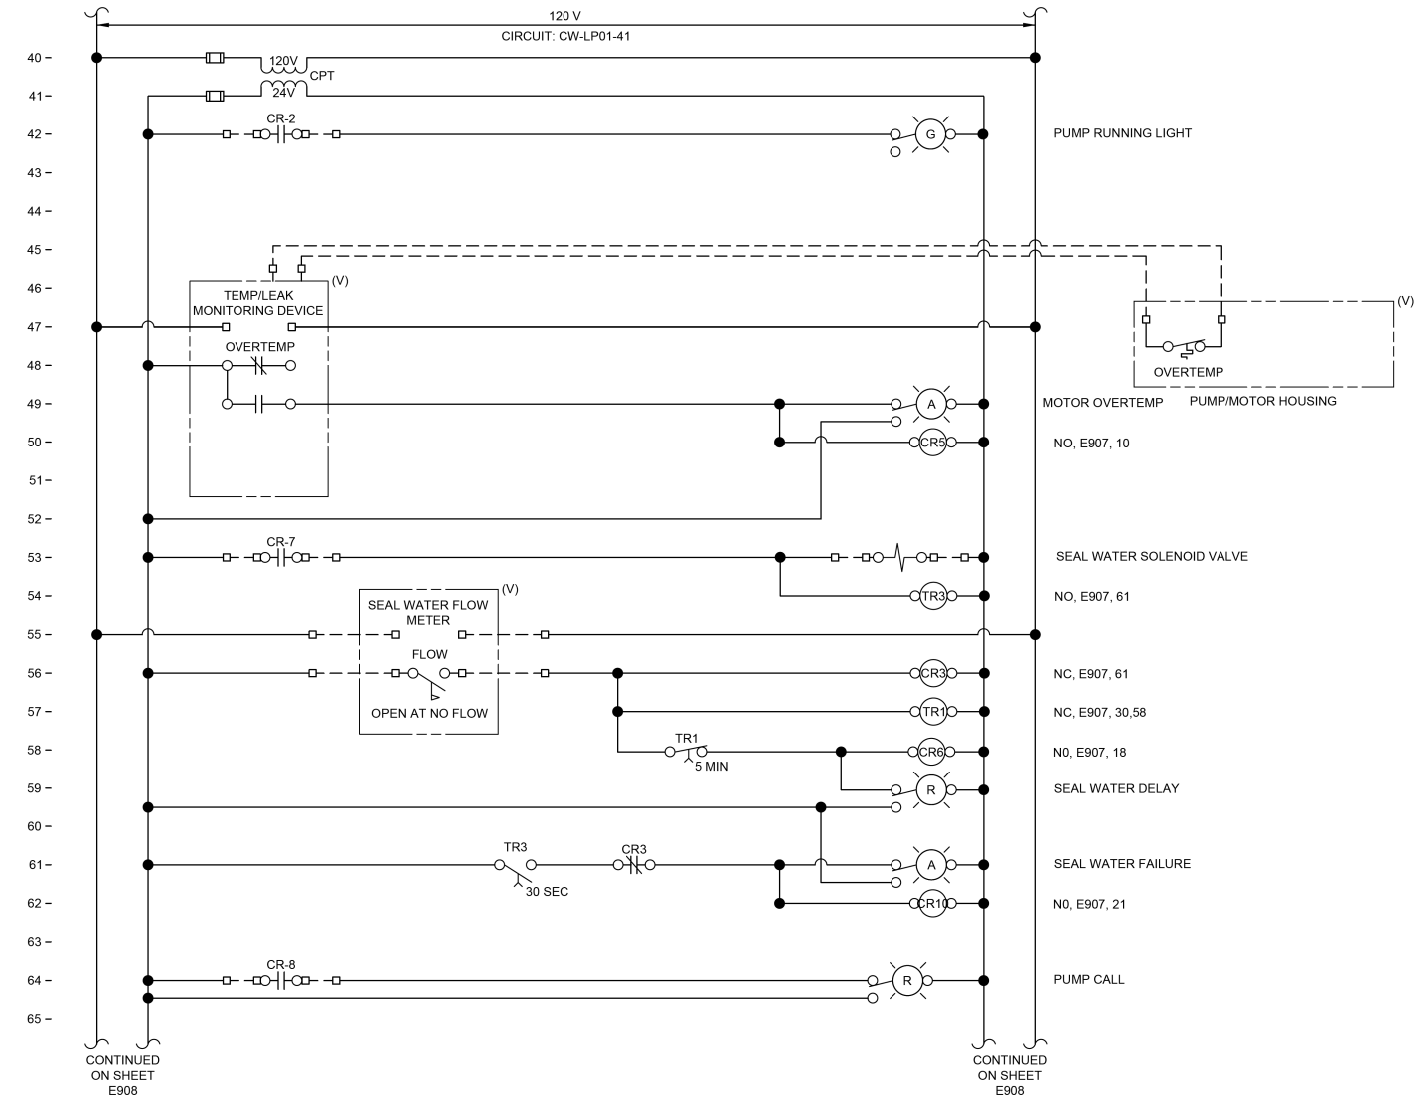 120 V
CIRCUIT: CW-LP01-41
40
120V
CPT
41
24V
CR-2
42
G
PUMP RUNNING LIGHT
43
44
45
46
(V)
TEMP/LEAK
MONITORING DEVICE
(V)
47
OVERTEMP
48
OVERTEMP
49
A
MOTOR OVERTEMP
PUMP/MOTOR HOUSING
50
CR5
NO, E907, 10
51
52
CR-7
53
SEAL WATER SOLENOID VALVE
54
TR3
NO, E907, 61
(V)
SEAL WATER FLOW
METER
55
FLOW
56
CR3
NC, E907, 61
OPEN AT NO FLOW
57
TR1
NC, E907, 30,58
TR1
58
CR6
N0, E907, 18
5 MIN
59
R
SEAL WATER DELAY
60
TR3
CR3
61
A
SEAL WATER FAILURE
30 SEC
62
CR10
N0, E907, 21
63
CR-8
64
R
PUMP CALL
65
CONTINUED
ON SHEET
E908
CONTINUED
ON SHEET
E908